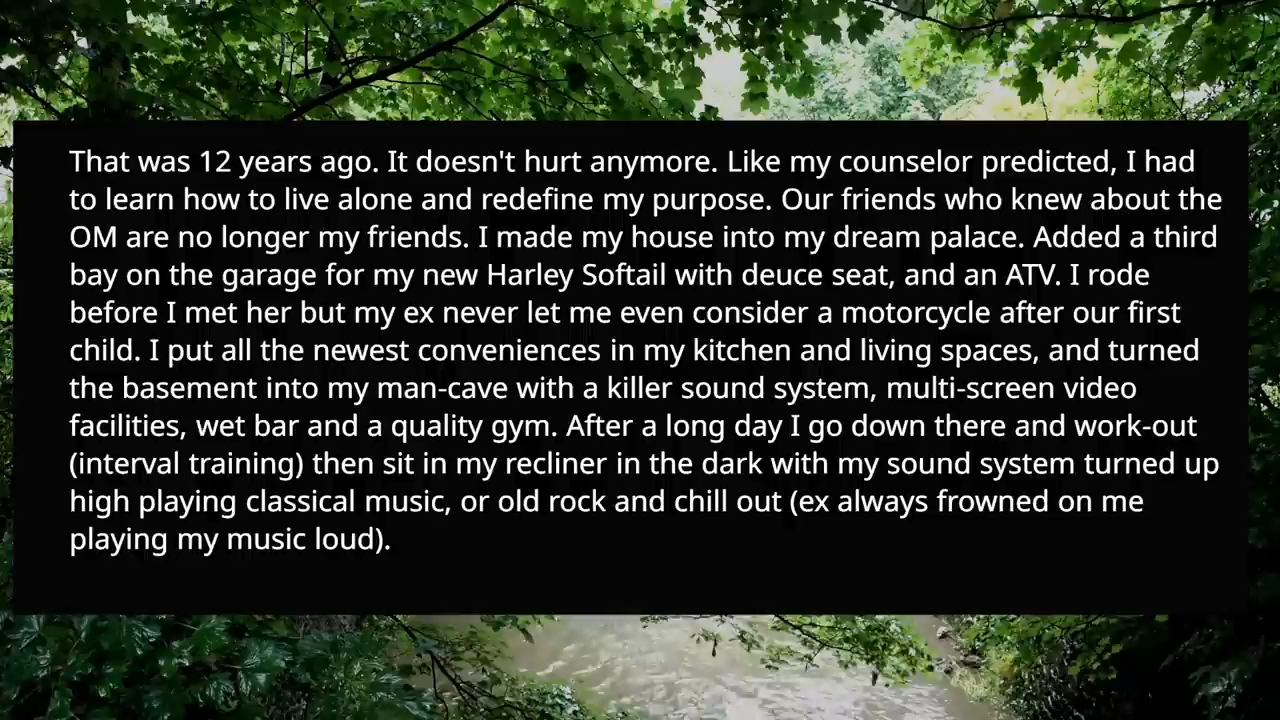 That was 12 years ago. It doesn't hurt anymore. Like my counselor predicted, I had
to learn how to live alone and redefine my purpose. Our friends who knew about the
OM are no longer my friends. I made my house into my dream palace. Added a third
bay on the garage for my new Harley Softail with deuce seat, and an ATV. I rode
before I met her but my ex never let me even consider a motorcycle after our first
child. I put all the newest conveniences in my kitchen and living spaces, and turned
the basement into my man-cave with a killer sound system, multi-screen video
facilities, wet bar and a quality gym. After a long day I go down there and work-out
(interval training) then sit in my recliner in the dark with my sound system turned up
high playing classical music, or old rock and chill out (ex always frowned on me
playing my music loud).